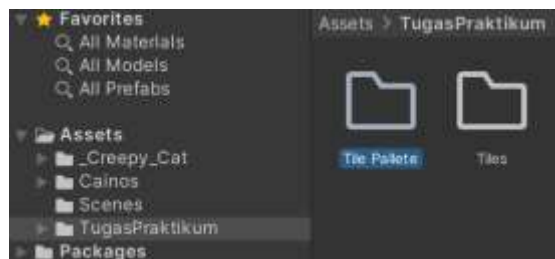 Favorites
All Materials
All Models
All Prefabs
Assets
_Creepy_Cat
Cainos
Scenes
TugasPraktikum
Packages
Assets > TugasPraktikum
Tile Pallete
Tiles